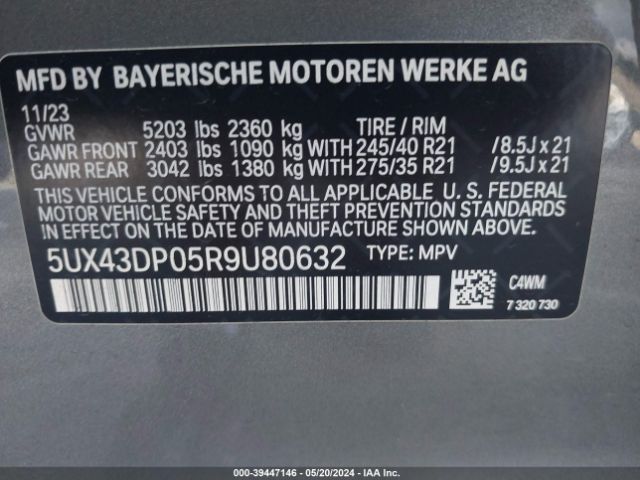 MFD BY BAYERISCHE MOTOREN WERKE AG
11/23
GVWR 5203 lbs 2360 kg TIRE / RIM
GAWR FRONT 2403 lbs 1090 kg WITH 245/40 R21 /8.5J x 21
GAWR REAR 3042 lbs 1380 kg WITH 275/35 R21 /9.5J x 21
THIS VEHICLE CONFORMS TO ALL APPLICABLE U. S. FEDERAL
MOTOR VEHICLE SAFETY AND THEFT PREVENTION STANDARDS
IN EFFECT ON THE DATE OF MANUFACTURE SHOWN ABOVE.
5UX43DP05R9U80632 TYPE: MPV
C4WM
7 320 730
© - 39447146 - 05/20/2024 - IAAI.COM